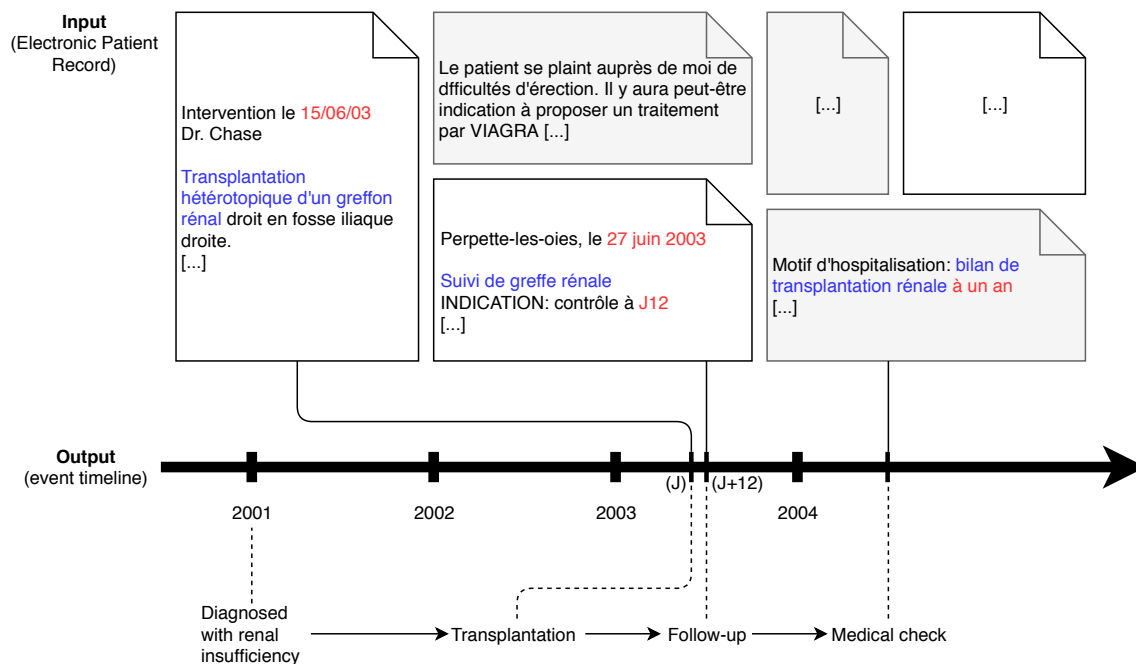 Input
(Electronic Patient
Record)
Intervention le 15/06/03
Dr. Chase
Transplantation
hétérotopique d'un greffon
rénal droit en fosse iliaque
droite.
[...]
Le patient se plaint auprès de moi de
dfficultés d'érection. Il y aura peut-être
indication à proposer un traitement
par VIAGRA [...]
Perpette-les-oies, le 27 juin 2003
Suivi de greffe rénale
INDICATION: contrôle à J12
[...]
[...]
[...]
Motif d'hospitalisation: bilan de
transplantation rénale à un an
[...]
Output
(event timeline)
(J)
(J+12)
2001
2002
2003
2004
Diagnosed
with renal
insufficiency
Transplantation
Follow-up
Medical check